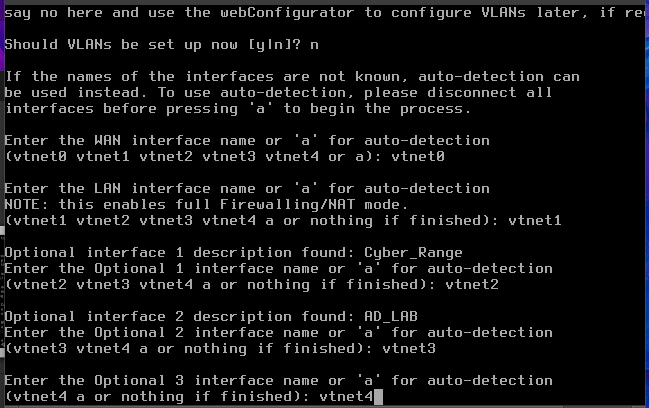 say no here and use the webConfigurator to configure VLANs later, if
Should VLANs be set up now [y|n]? n
If the names of the interfaces are not known, auto-detection can
be used instead. To use auto-detection, please disconnect all
interfaces before pressing 'a' to begin the process.
Enter the WAN interface name or 'a' for auto-detection
(vtnet0 vtnet1 vtnet2 vtnet3 vtnet4 or a): vtnet0
Enter the LAN interface name or 'a' for auto-detection
NOTE: this enables full Firewalling/NAT mode.
(vtnet1 vtnet2 vtnet3 vtnet4 a or nothing if finished): vtnet1
Optional interface 1 description found: Cyber_Range
Enter the Optional 1 interface name or 'a' for auto-detection
(vtnet2 vtnet3 vtnet4 a or nothing if finished): vtnet2
Optional interface 2 description found: AD_LAB
Enter the Optional 2 interface name or 'a' for auto-detection
(vtnet3 vtnet4 a or nothing if finished): vtnet3
Enter the Optional 3 interface name or 'a' for auto-detection
(vtnet4 a or nothing if finished): vtnet4